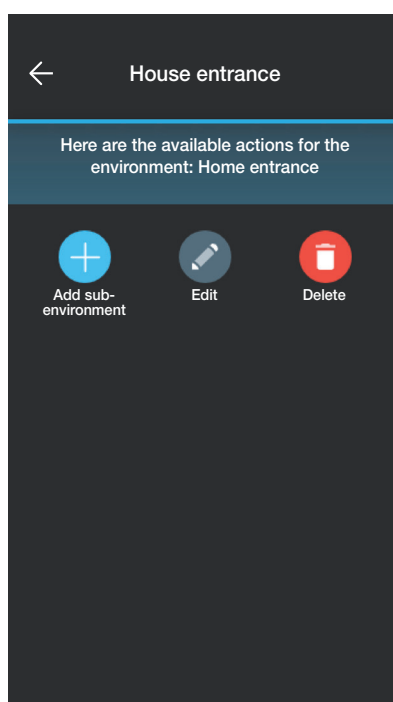 House entrance
Here are the available actions for the
environment: Home entrance
Add sub-
environment
Edit
Delete